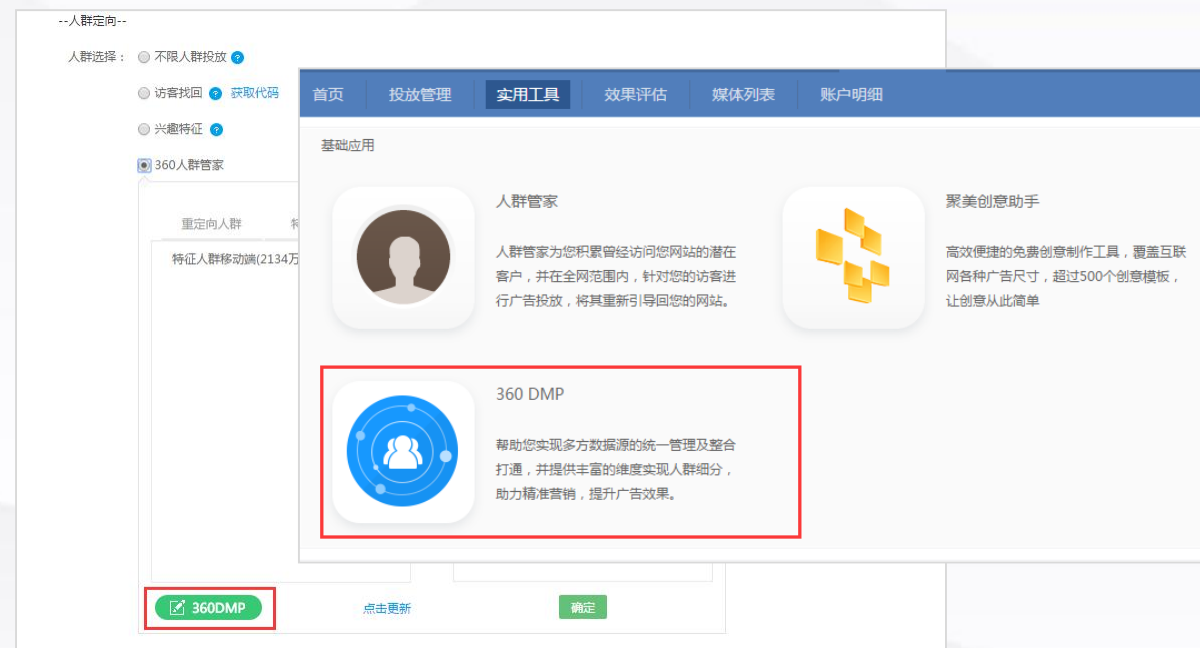 --人群定向--
人群选择： 不限人群投放 ?
访客找回 ? 获取代码
兴趣特征 ?
360人群管家
重定向人群 特
特征人群移动端(2134万
360DMP 点击更新 确定
首页 投放管理 实用工具 效果评估 媒体列表 账户明细
基础应用
人群管家
人群管家为您积累曾经访问您网站的潜在
客户，并在全网范围内，针对您的访客进
行广告投放，将其重新引导回您的网站。
聚美创意助手
高效便捷的免费创意制作工具，覆盖互联
网各种广告尺寸，超过500个创意模板，
让创意从此简单
360 DMP
帮助您实现多方数据源的统一管理及整合
打通，并提供丰富的维度实现人群细分，
助力精准营销，提升广告效果。